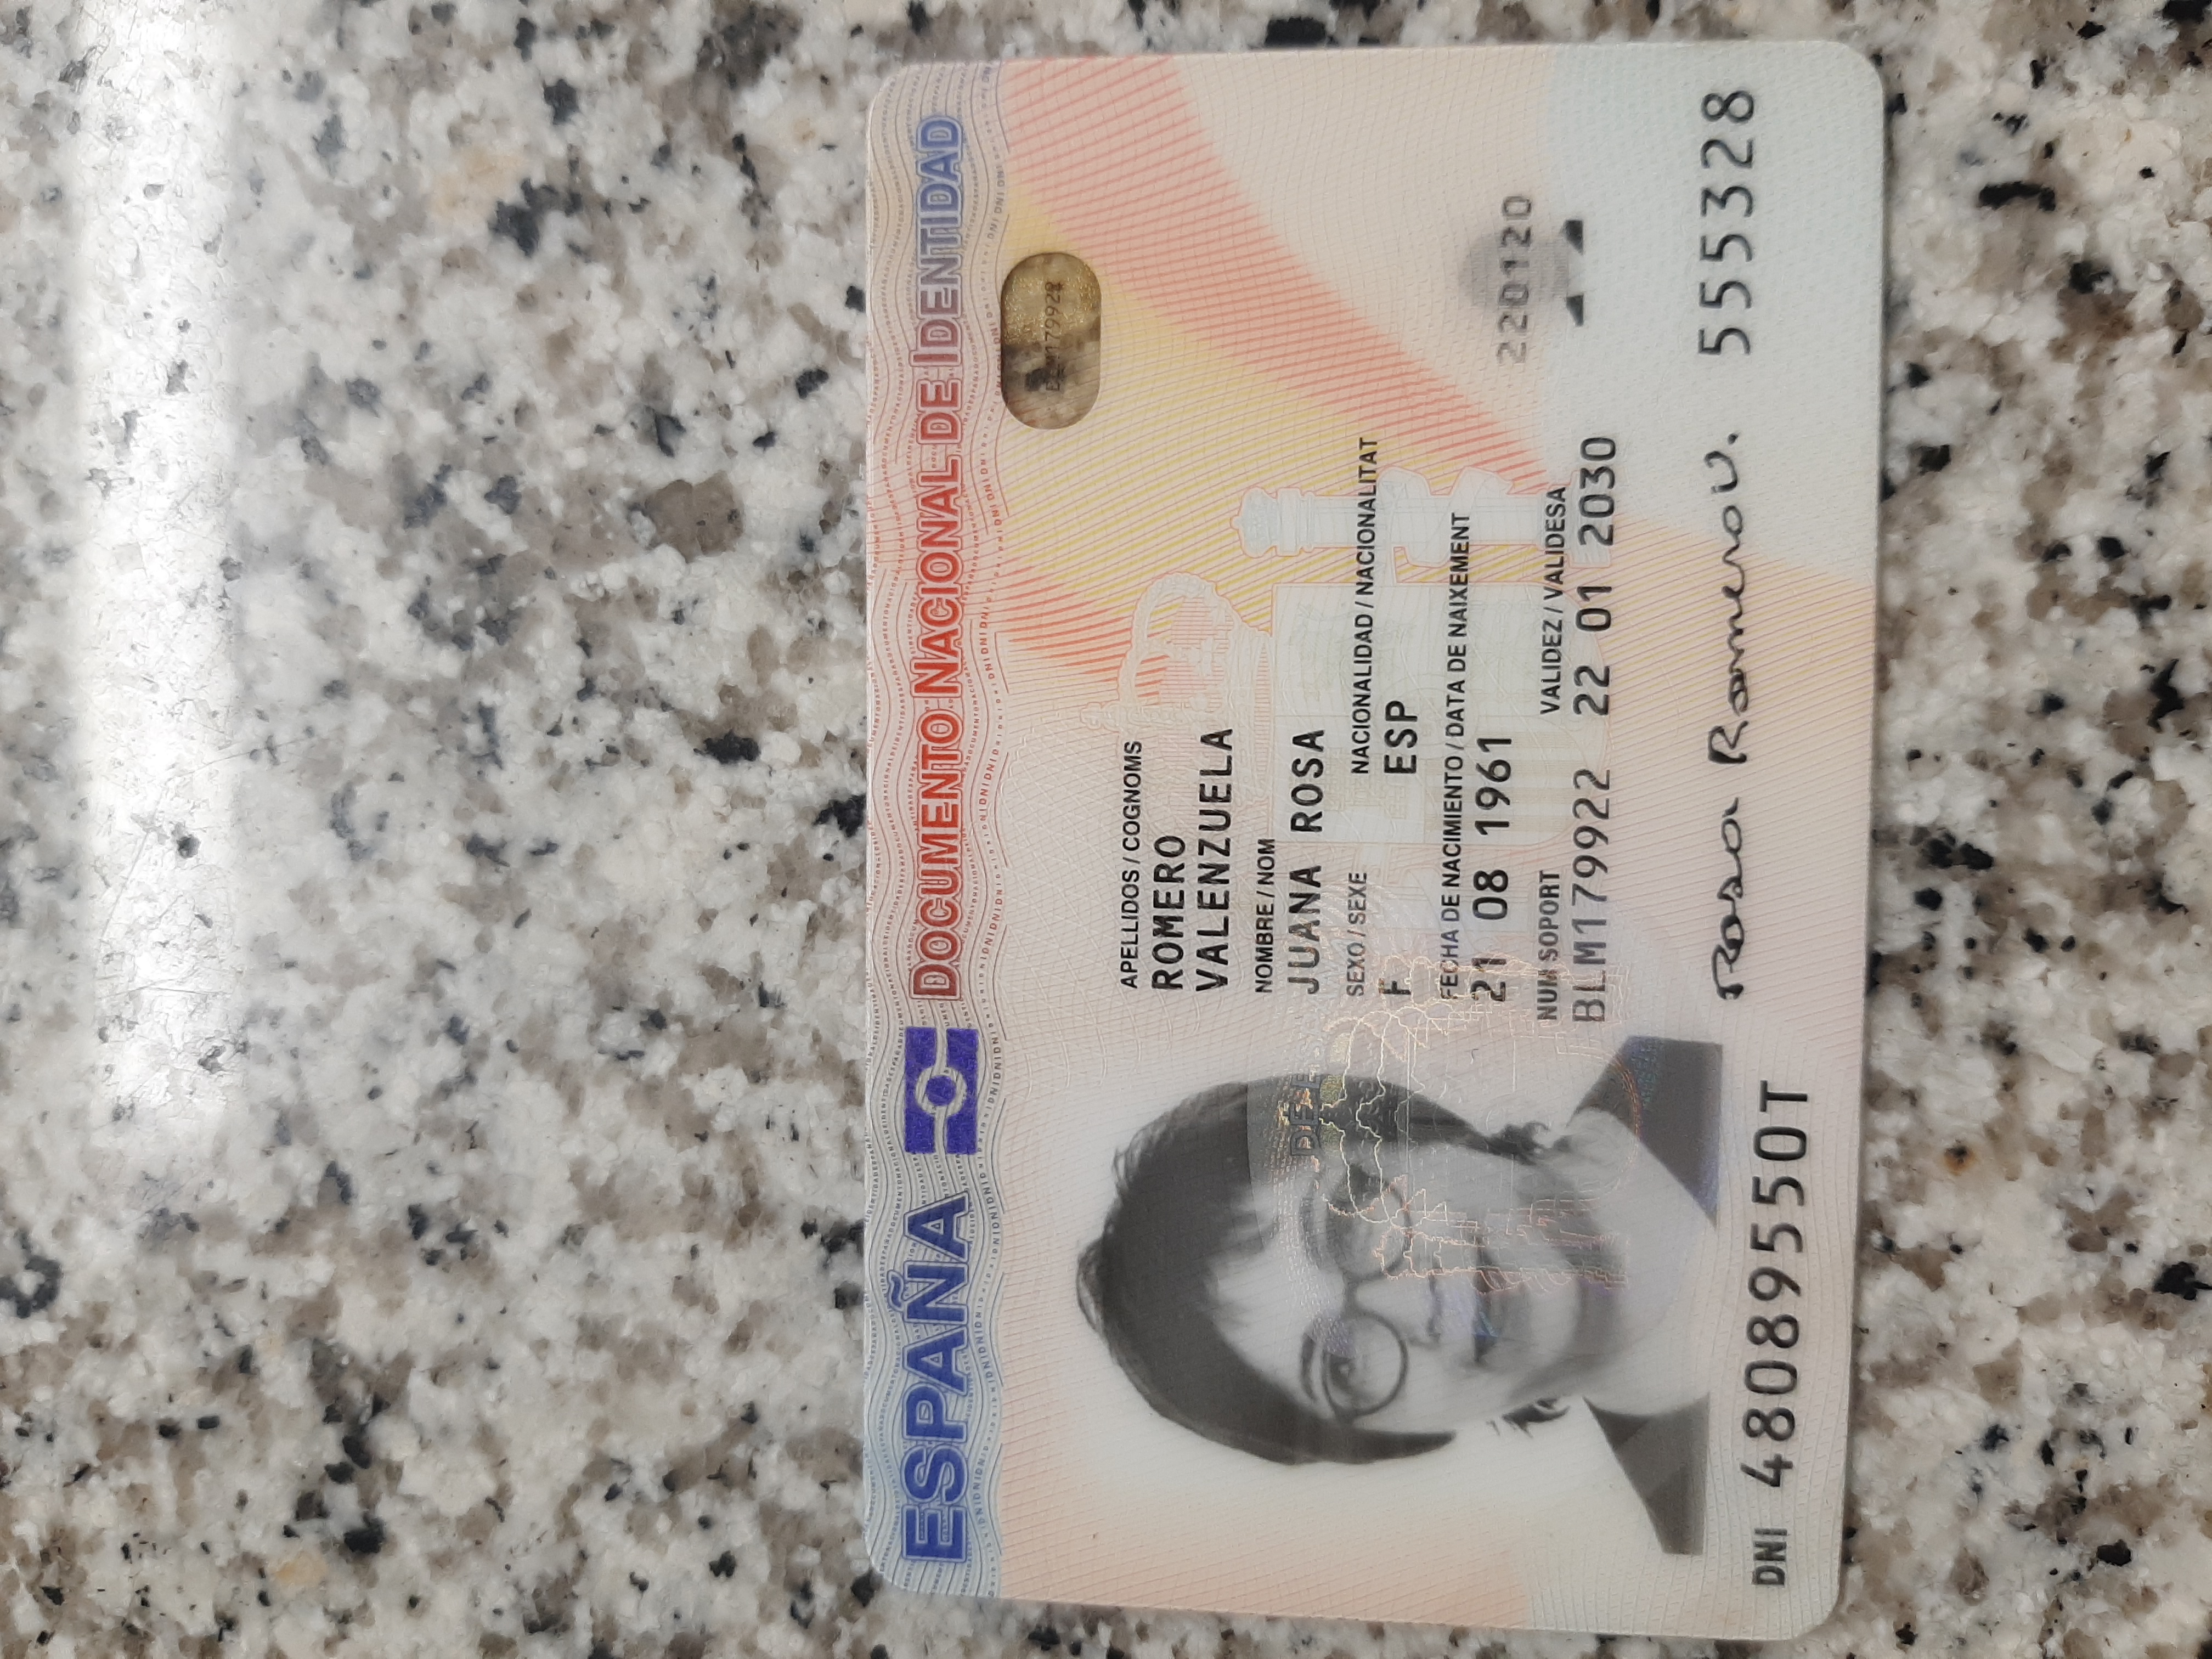 ESPAÑA DOCUMENTO NACIONAL DE IDENTIDAD
BLM179922
APELLIDOS / COGNOMS
ROMERO
VALENZUELA
NOMBRE / NOM
JUANA ROSA
SEXO / SEXE NACIONALIDAD / NACIONALITAT
F ESP
FECHA DE NACIMIENTO / DATA DE NAIXEMENT
21 08 1961
220120
NUM SOPORT VALIDEZ / VALIDESA
BLM179922 22 01 2030
Rosa Romero V. 555328
DNI 48089550T